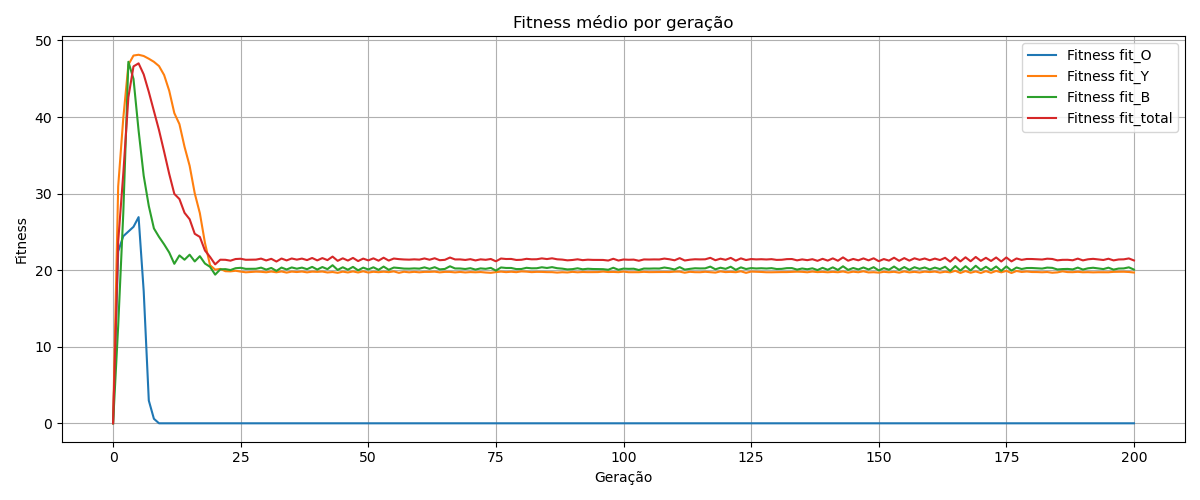 Fitness médio por geração
Fitness
50
40
30
20
10
0
Fitness fit_O
Fitness fit_Y
Fitness fit_B
Fitness fit_total
0 25 50 75 100 125 150 175 200
Geração